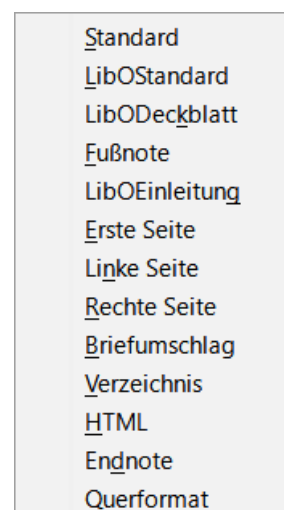 Standard
LibOStandard
LibODeckblatt
Fußnote
LibOEinleitung
Erste Seite
Linke Seite
Rechte Seite
Briefumschlag
Verzeichnis
HTML
Endnote
Querformat